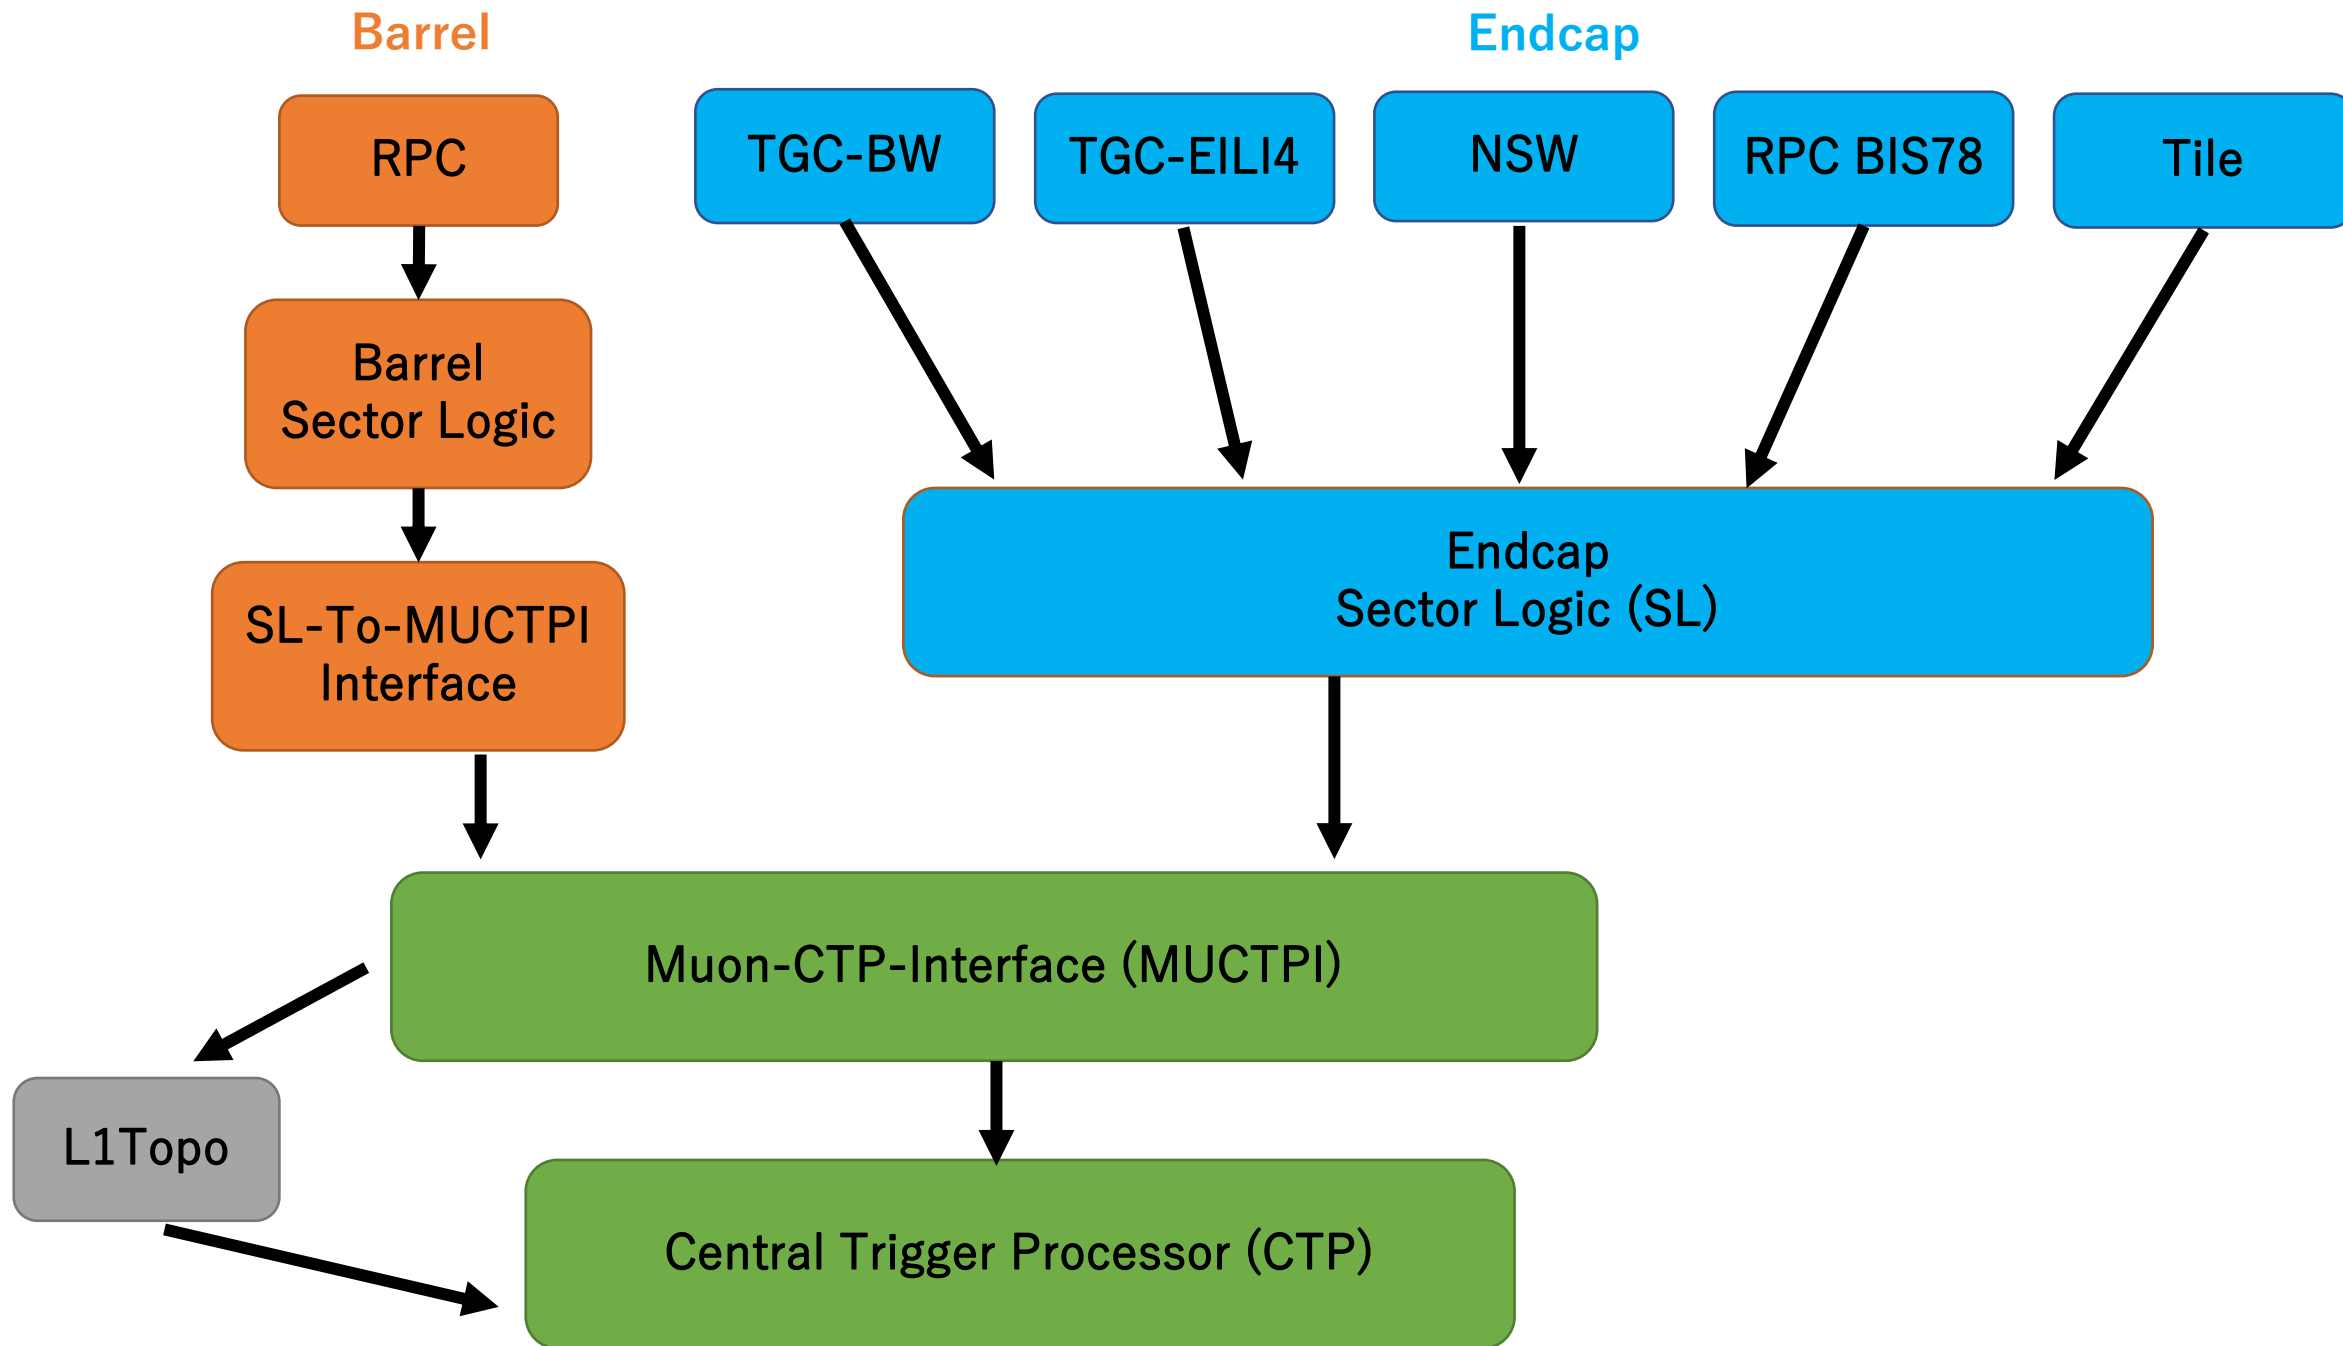 Barrel
Endcap
RPC
TGC-BW
TGC-EILI4
NSW
RPC BIS78
Tile
Barrel
Sector Logic
SL-To-MUCTPI
Interface
Endcap
Sector Logic (SL)
Muon-CTP-Interface (MUCTPI)
L1Topo
Central Trigger Processor (CTP)